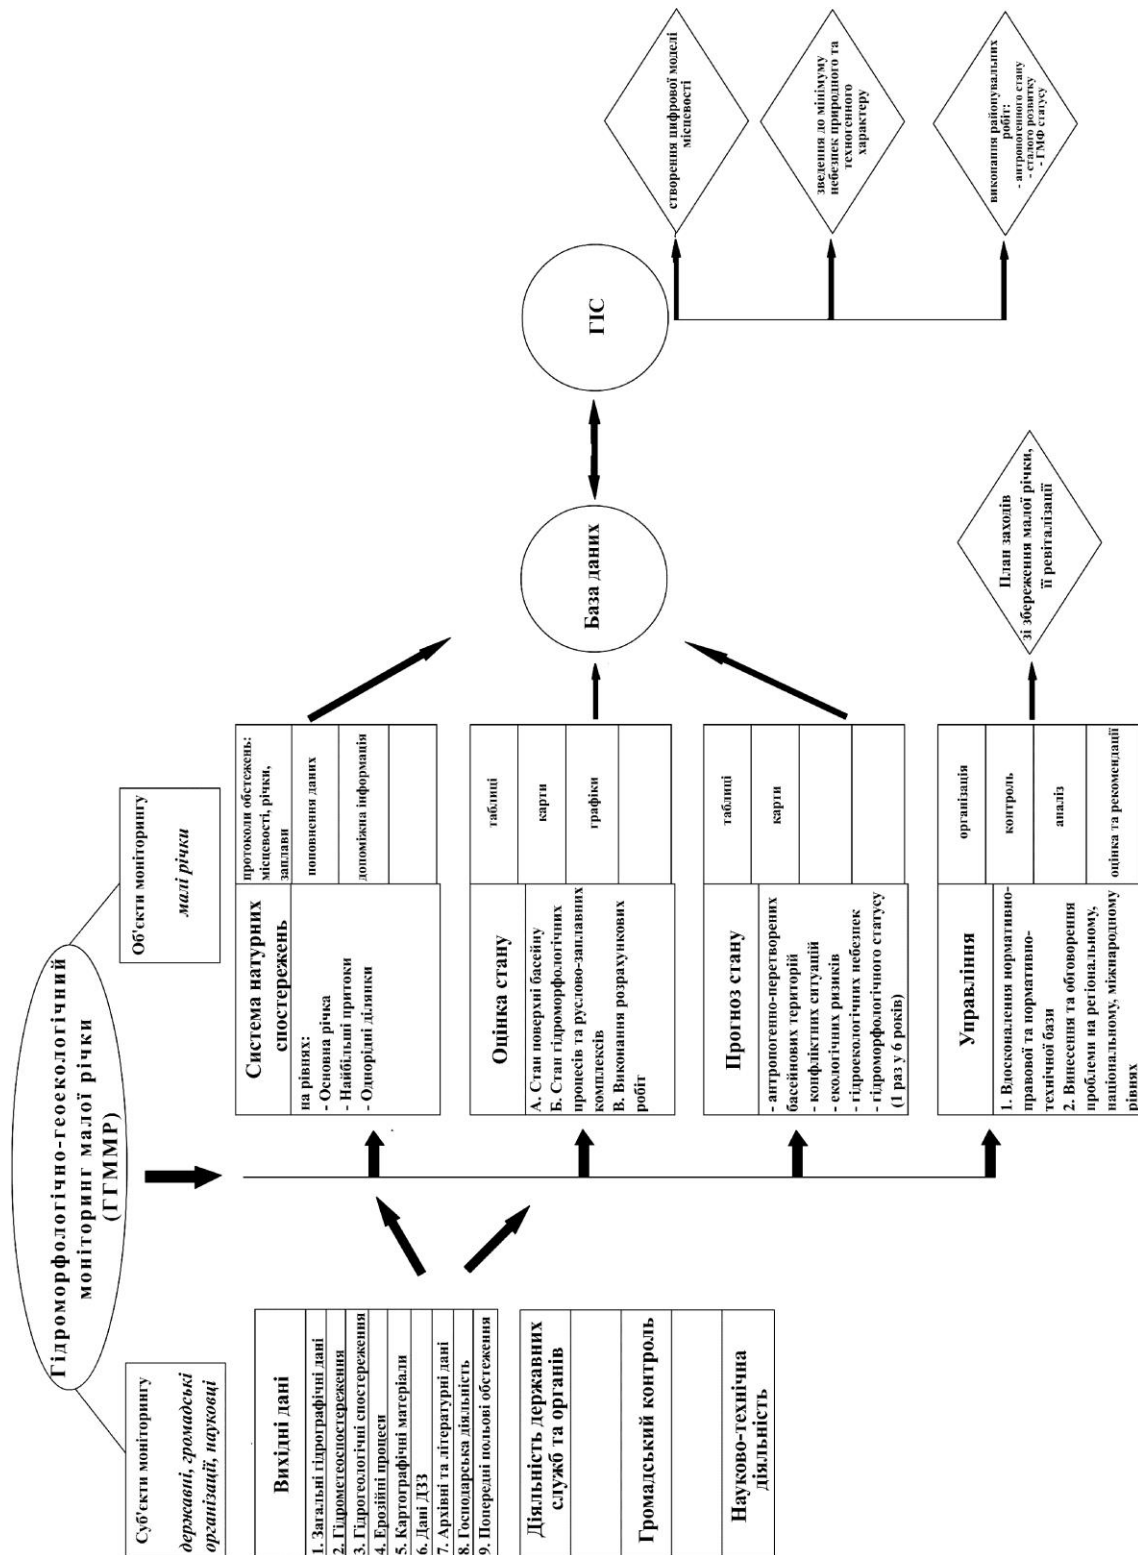 Гідроморфологічно-геоекологічний
моніторинг малої річки
(ГГММР)
Суб'єкти моніторингу
державні, громадські
організації, науковці
Об'єкти моніторингу
малі річки
Вихідні дані
1. Загальні гідрографічні дані
2. Гідрометеоспостереження
3. Гідрогеологічні спостереження
4. Ерозійні процеси
5. Картографічні матеріали
6. Дані ДЗЗ
7. Архівні та літературні дані
8. Господарська діяльність
9. Попередні польові обстеження
Діяльність державних
служб та органів
Громадський контроль
Науково-технічна
діяльність
Система натурних
спостережень
на рівнях:
- Основна річка
- Найбільші притоки
- Однорідні ділянки
протоколи обстежень:
місцевості, річки,
заплави
поповнення даних
допоміжна інформація
Оцінка стану
А. Стан поверхні басейну
Б. Стан гідроморфологічних
процесів та руслово-заплавних
комплексів
В. Виконання розрахункових
робіт
таблиці
карти
графіки
Прогноз стану
- антропогенно-перетворених
басейнових територій
- конфліктних ситуацій
- екологічних ризиків
- гідроекологічних небезпек
- гідроморфологічного статусу
(1 раз у 6 років)
таблиці
карти
Управління
1. Вдосконалення нормативно-
правової та нормативно-
технічної бази
2. Винесення та обговорення
проблеми на регіональному,
національному, міжнародному
рівнях
організація
контроль
аналіз
оцінка та рекомендації
База даних
ГІС
План заходів
зі збереження малої річки,
її ревіталізації
створення цифрової моделі
місцевості
зведення до мінімуму
небезпек природного та
техногенного
характеру
виконання районувальних
робіт:
- антропогенного стану
- сталого розвитку
- ГМФ статусу